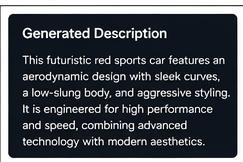 Generated Description
This futuristic red sports car features an
aerodynamic design with sleek curves,
a low-slung body, and aggressive styling.
It is engineered for high performance
and speed, combining advanced
technology with modern aesthetics.